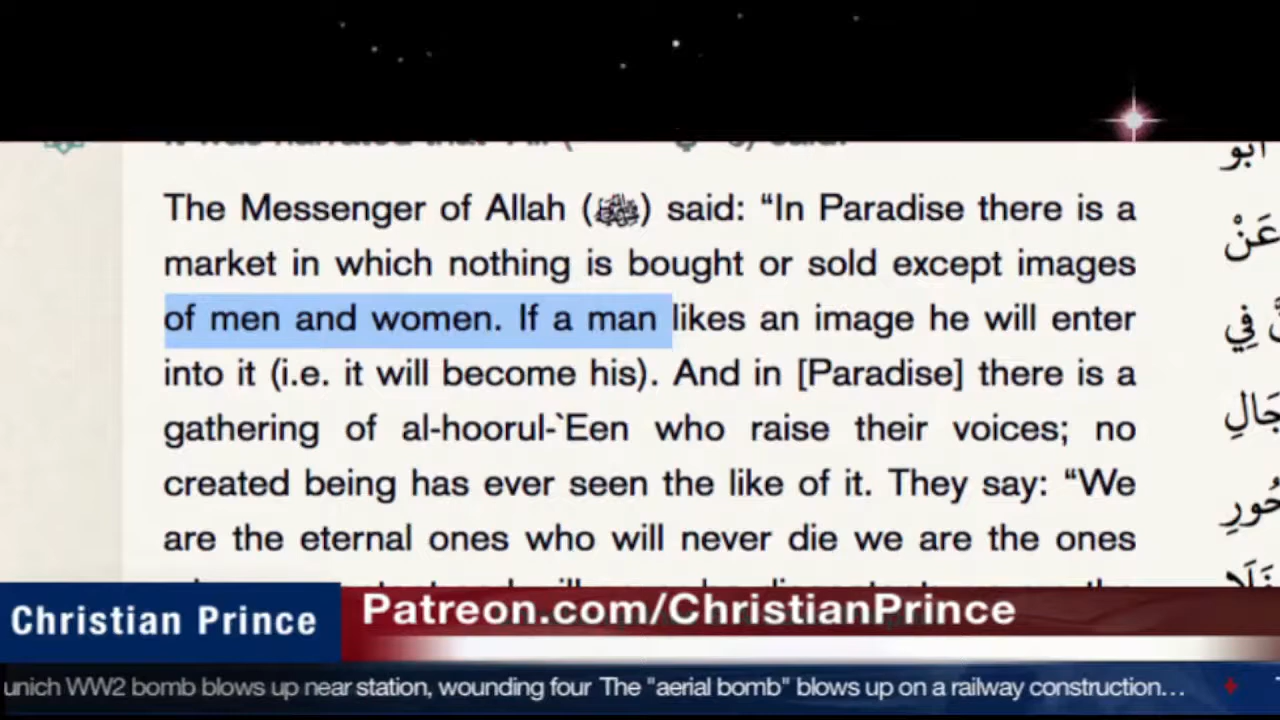 The Messenger of Allah (ﷺ) said: “In Paradise there is a
market in which nothing is bought or sold except images
of men and women. If a man likes an image he will enter
into it (i.e. it will become his). And in [Paradise] there is a
gathering of al-hoorul-`Een who raise their voices; no
created being has ever seen the like of it. They say: “We
are the eternal ones who will never die we are the ones
أبو
عَنْ
فِي
حُورِ
Christian Prince
Patreon.com/ChristianPrince
unich WW2 bomb blows up near station, wounding four The "aerial bomb" blows up on a railway construction…